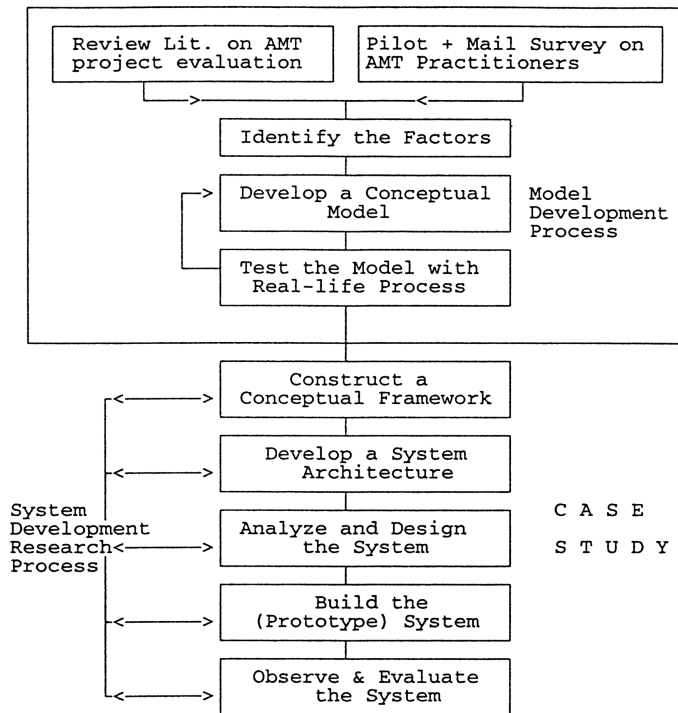 Review Lit. on AMT
project evaluation
Pilot + Mail Survey on
AMT Practitioners
Identify the Factors
Develop a Conceptual
Model
Model
Development
Process
Test the Model with
Real-life Process
Construct a
Conceptual Framework
Develop a System
Architecture
System
Development
Research
Process
Analyze and Design
the System
C A S E
S T U D Y
Build the
(Prototype) System
Observe & Evaluate
the System